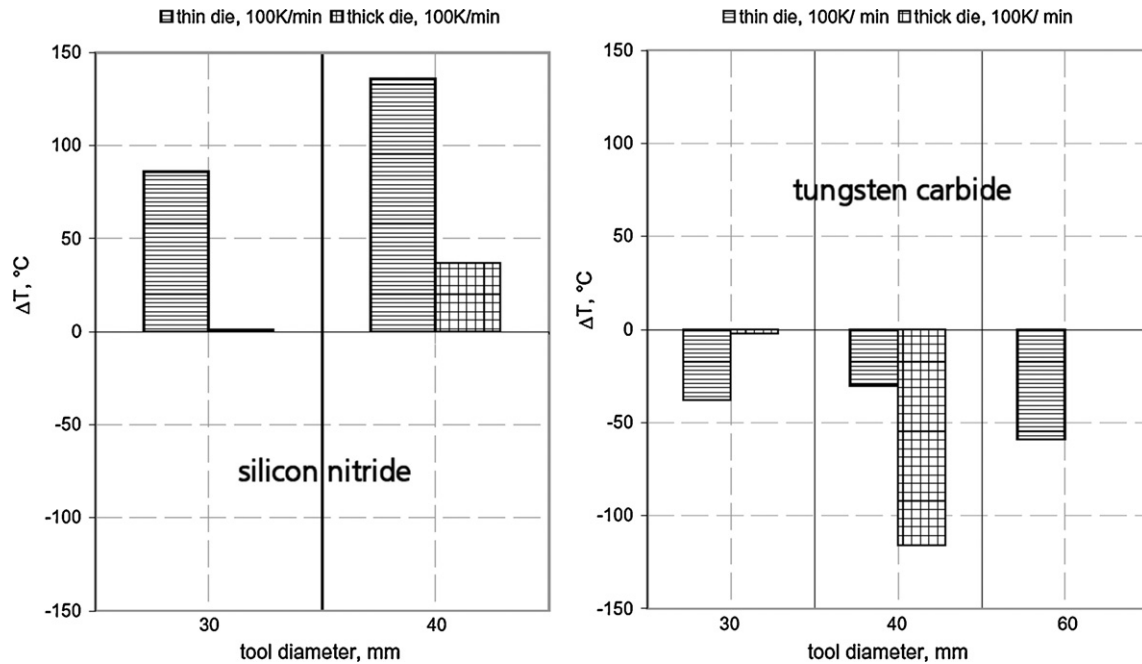 thin die, 100K/min thick die, 100K/min
150
100
50
0
-50
-100
-150
ΔT, °C
silicon nitride
30 40
tool diameter, mm
thin die, 100K/ min thick die, 100K/ min
150
100
50
0
-50
-100
-150
ΔT, °C
tungsten carbide
30 40 60
tool diameter, mm